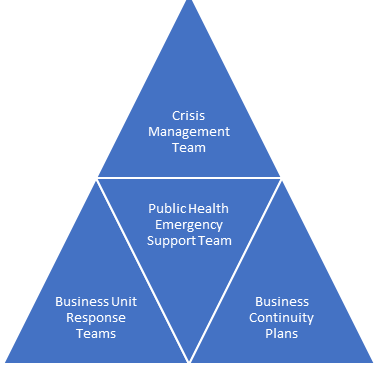 Crisis
Management
Team
Public Health
Emergency
Support Team
Business Unit
Response
Teams
Business
Continuity
Plans